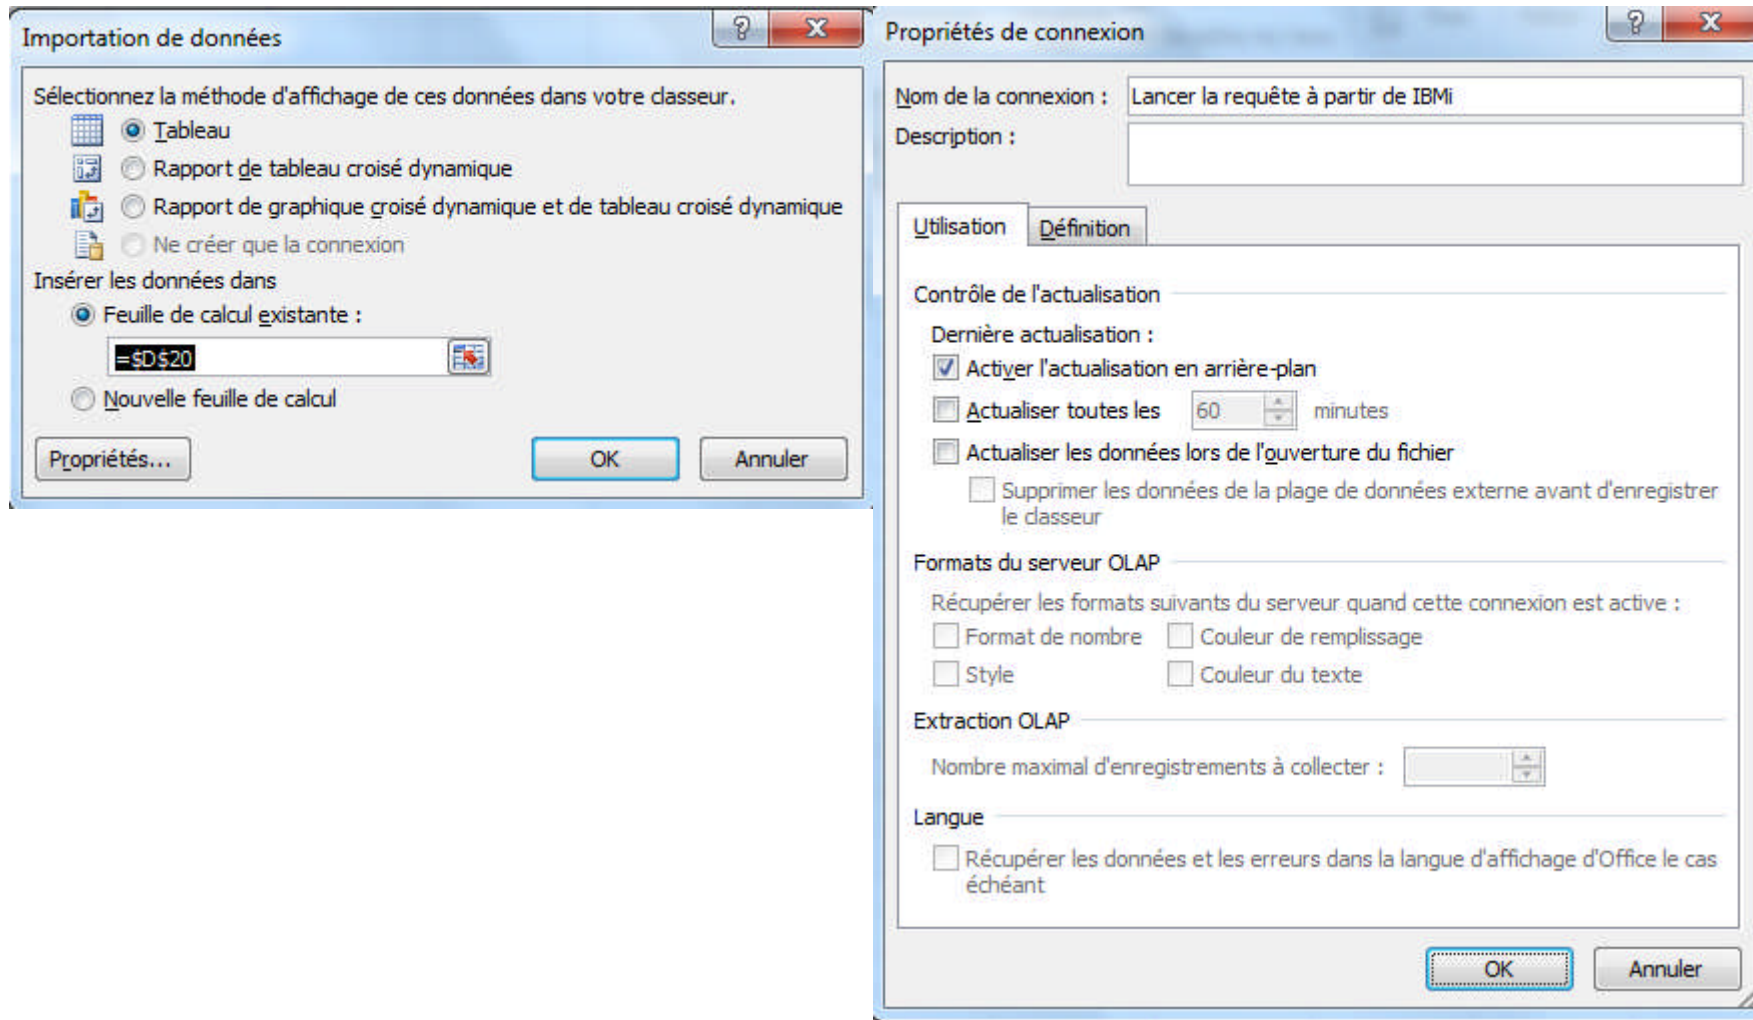 Importation de données
Sélectionnez la méthode d'affichage de ces données dans votre classeur.
Tableau
Rapport de tableau croisé dynamique
Rapport de graphique croisé dynamique et de tableau croisé dynamique
Ne créer que la connexion
Insérer les données dans
Feuille de calcul existante :
=$D$20
Nouvelle feuille de calcul
Propriétés...
OK
Annuler
Propriétés de connexion
Nom de la connexion : Lancer la requête à partir de IBMi
Description :
Utilisation
Définition
Contrôle de l'actualisation
Dernière actualisation :
Activer l'actualisation en arrière-plan
Actualiser toutes les 60 minutes
Actualiser les données lors de l'ouverture du fichier
Supprimer les données de la plage de données externe avant d'enregistrer
le classeur
Formats du serveur OLAP
Récupérer les formats suivants du serveur quand cette connexion est active :
Format de nombre
Couleur de remplissage
Style
Couleur du texte
Extraction OLAP
Nombre maximal d'enregistrements à collecter :
Langue
Récupérer les données et les erreurs dans la langue d'affichage d'Office le cas
échéant
OK
Annuler